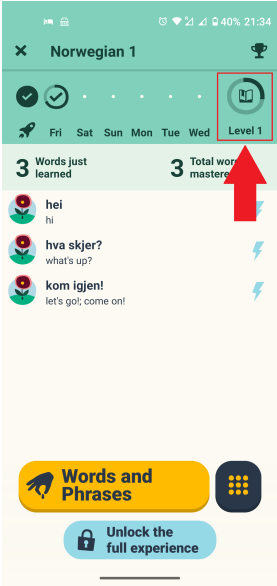 40% 21:34
Norwegian 1
Fri Sat Sun Mon Tue Wed Level 1
3 Words just learned
3 Total mastere
hei
hi
hva skjer?
what's up?
kom igjen!
let's go!; come on!
Words and
Phrases
Unlock the
full experience